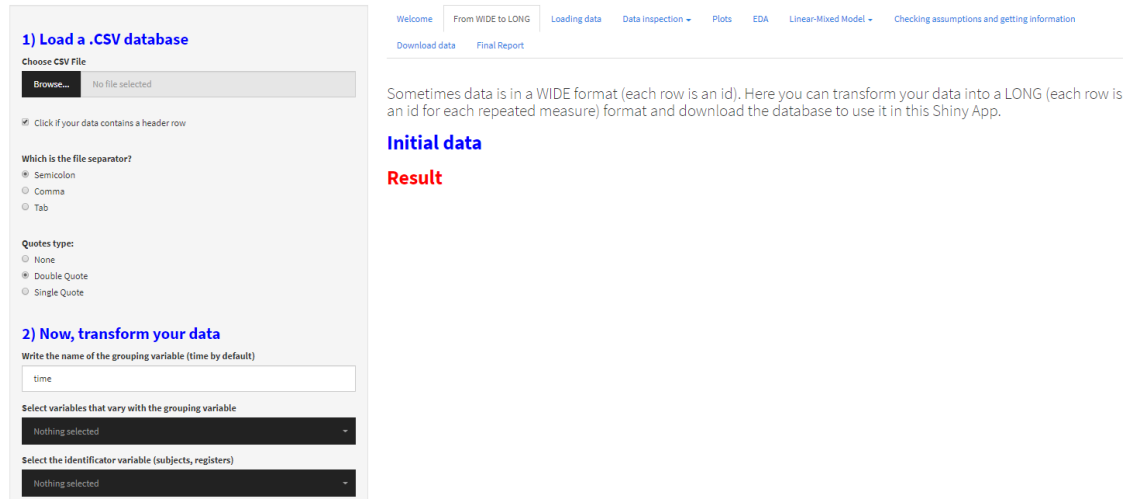 1) Load a .CSV database
Choose CSV File
Browse... No file selected
Click if your data contains a header row
Which is the file separator?
Semicolon
Comma
Tab
Quotes type:
None
Double Quote
Single Quote
2) Now, transform your data
Write the name of the grouping variable (time by default)
time
Select variables that vary with the grouping variable
Nothing selected
Select the identificator variable (subjects, registers)
Nothing selected
Welcome From WIDE to LONG Loading data Data inspection Plots EDA Linear-Mixed Model Checking assumptions and getting information
Download data Final Report
Sometimes data is in a WIDE format (each row is an id). Here you can transform your data into a LONG (each row is
an id for each repeated measure) format and download the database to use it in this Shiny App.
Initial data
Result